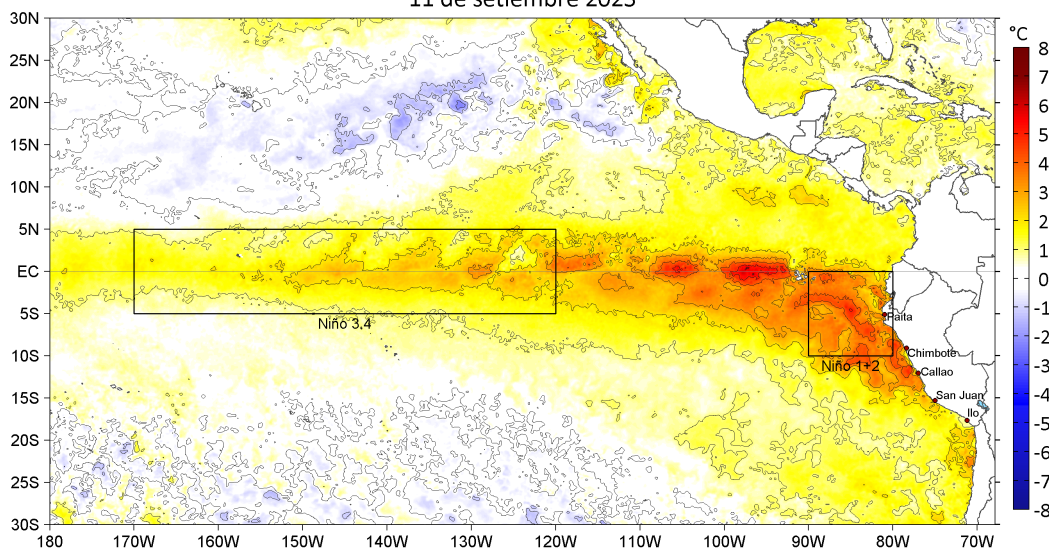 11 de setiembre 2023
30N
25N
20N
15N
10N
5N
EC
5S
10S
15S
20S
25S
30S
180
170W
160W
150W
140W
130W
120W
110W
100W
90W
80W
70W
Niño 3,4
Niño 1+2
Paita
Chimbote
Callao
San Juan
Ilo
°C
8
7
6
5
4
3
2
1
0
-1
-2
-3
-4
-5
-6
-7
-8